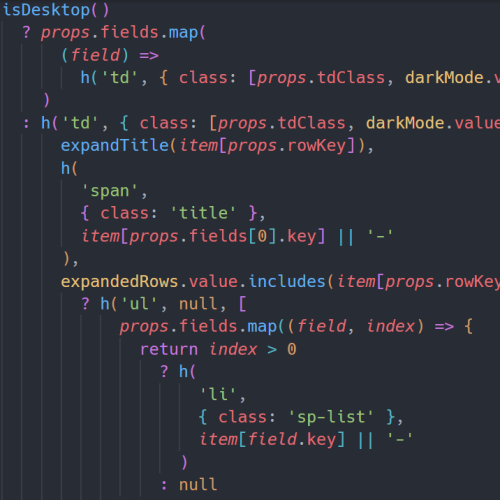 isDesktop()
? props.fields.map(
(field) =>
h('td', { class: [props.tdClass, darkMode.v
)
: h('td', { class: [props.tdClass, darkMode.value
expandTitle(item[props.rowKey]),
h(
'span',
{ class: 'title' },
item[props.fields[0].key] || '-'
),
expandedRows.value.includes(item[props.rowKey
? h('ul', null, [
props.fields.map((field, index) => {
return index > 0
? h(
'li',
{ class: 'sp-list' },
item[field.key] || '-'
)
: null